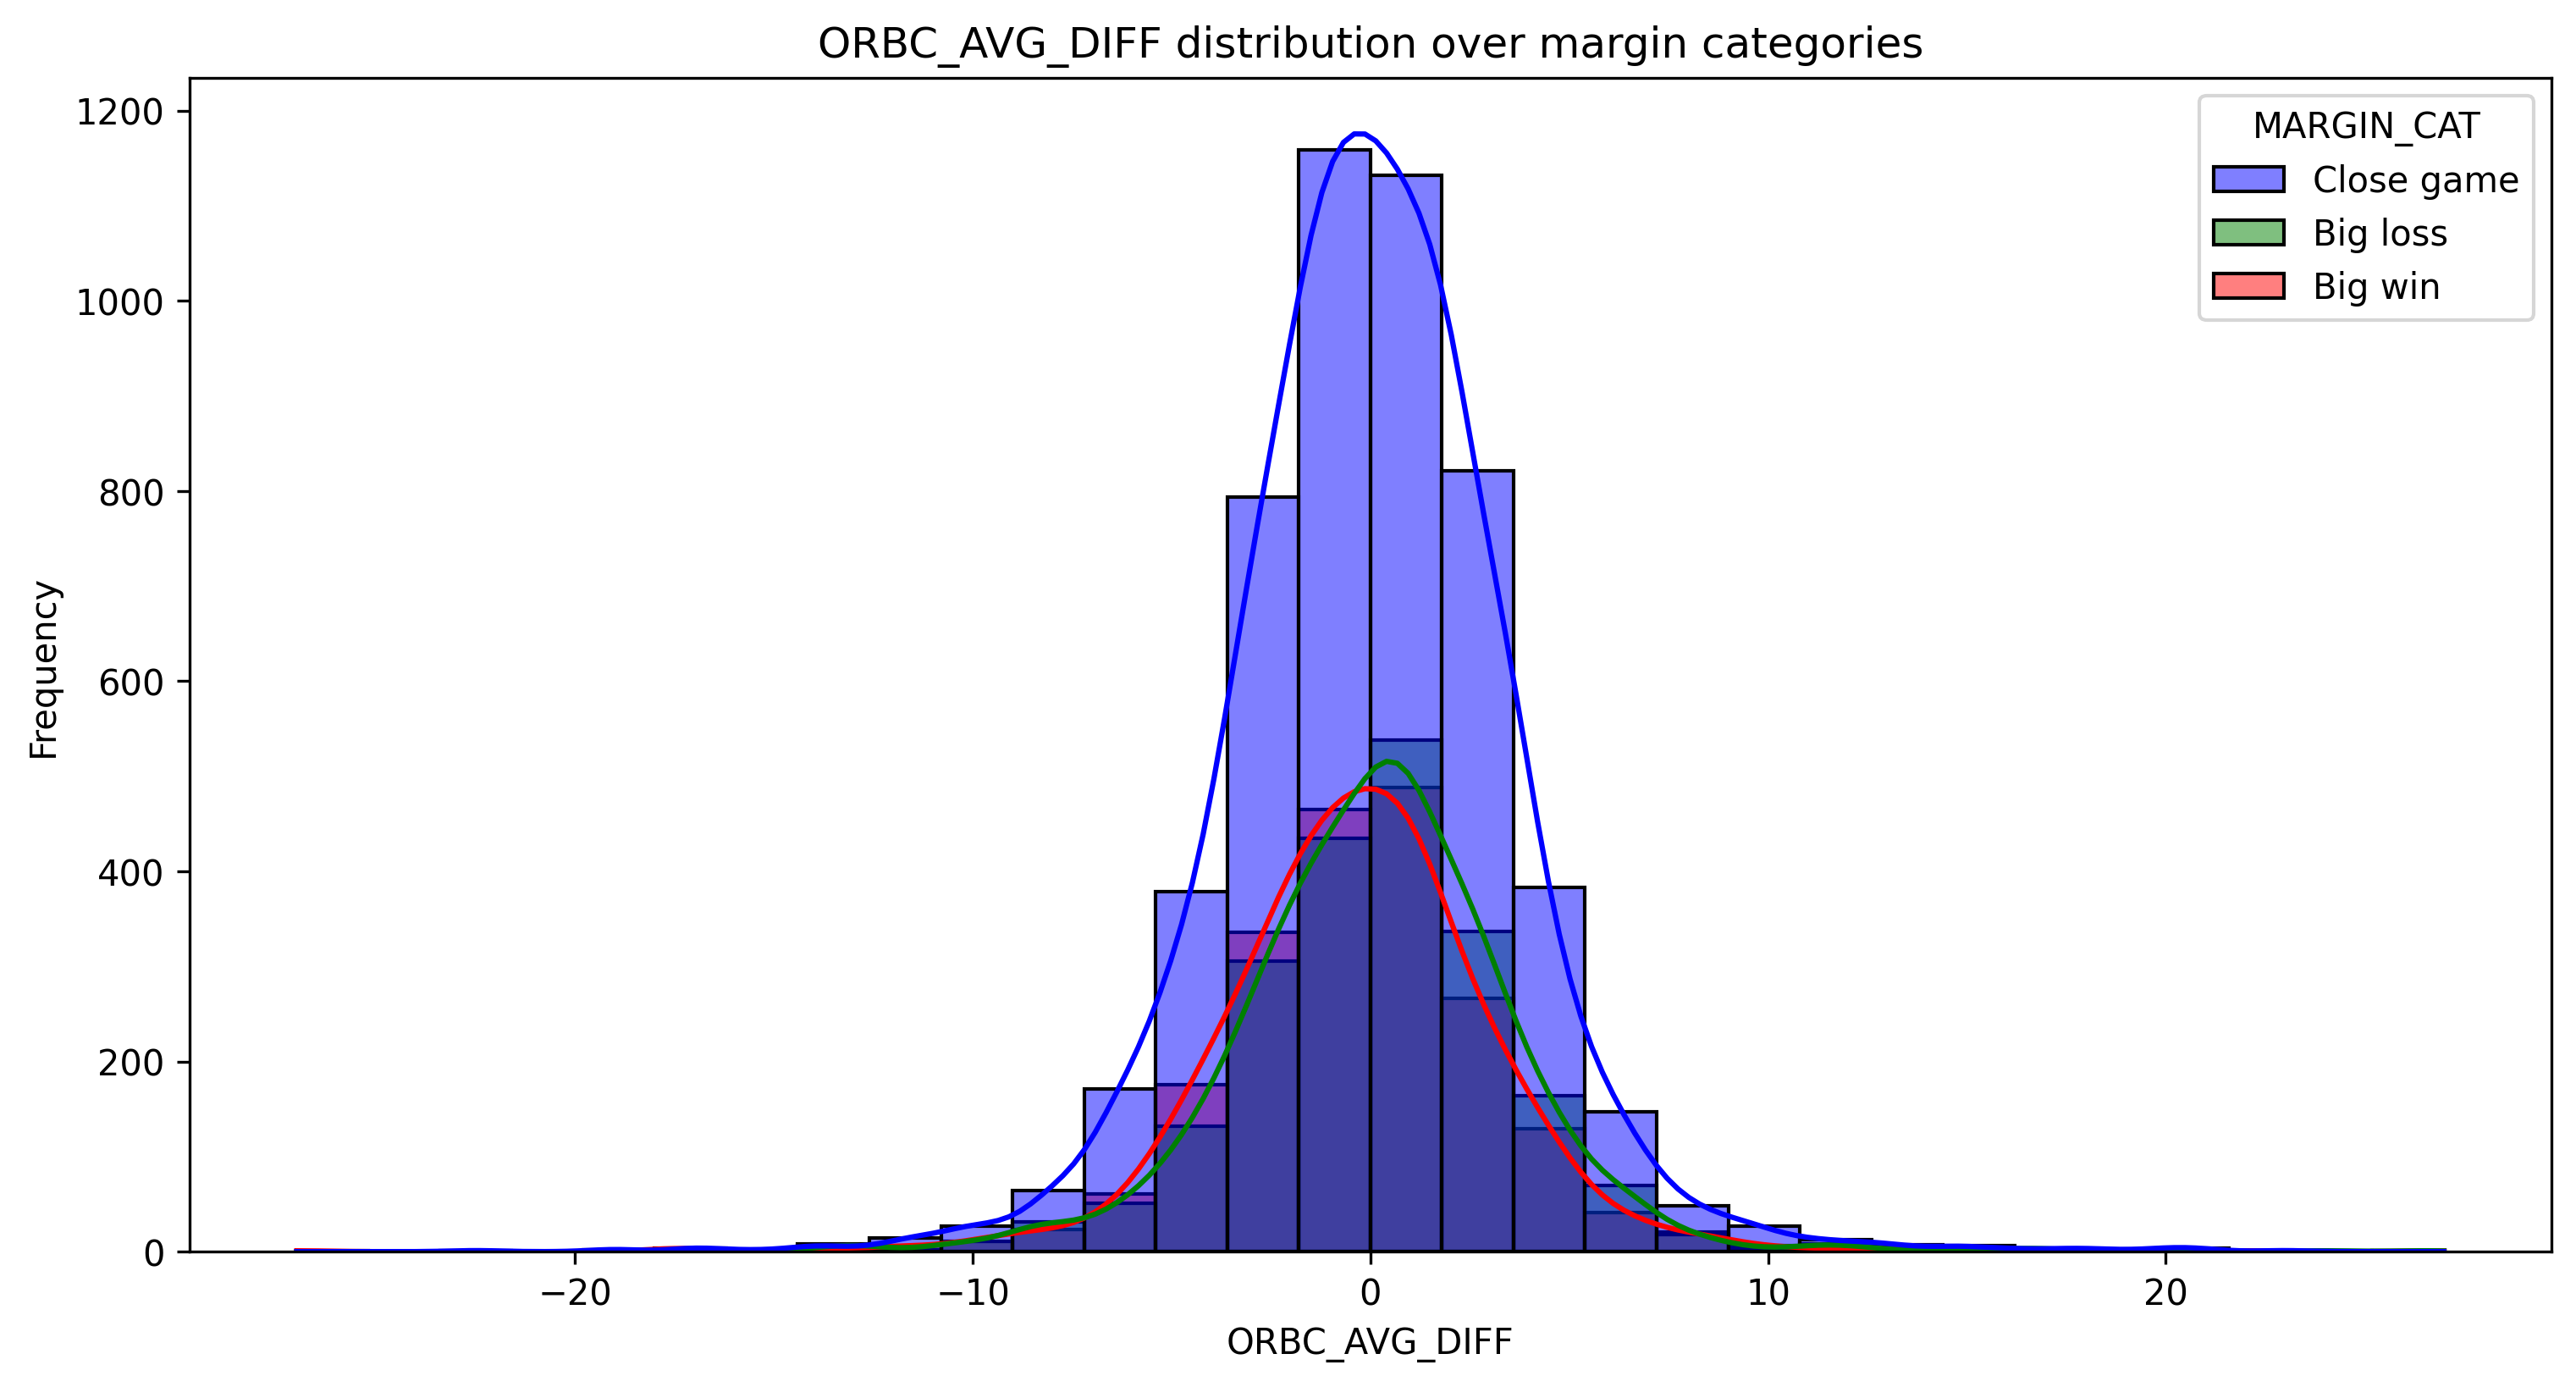 ORBC_AVG_DIFF distribution over margin categories
1200
1000
800
600
400
200
0
Frequency
MARGIN_CAT
Close game
Big loss
Big win
−20
−10
0
10
20
ORBC_AVG_DIFF